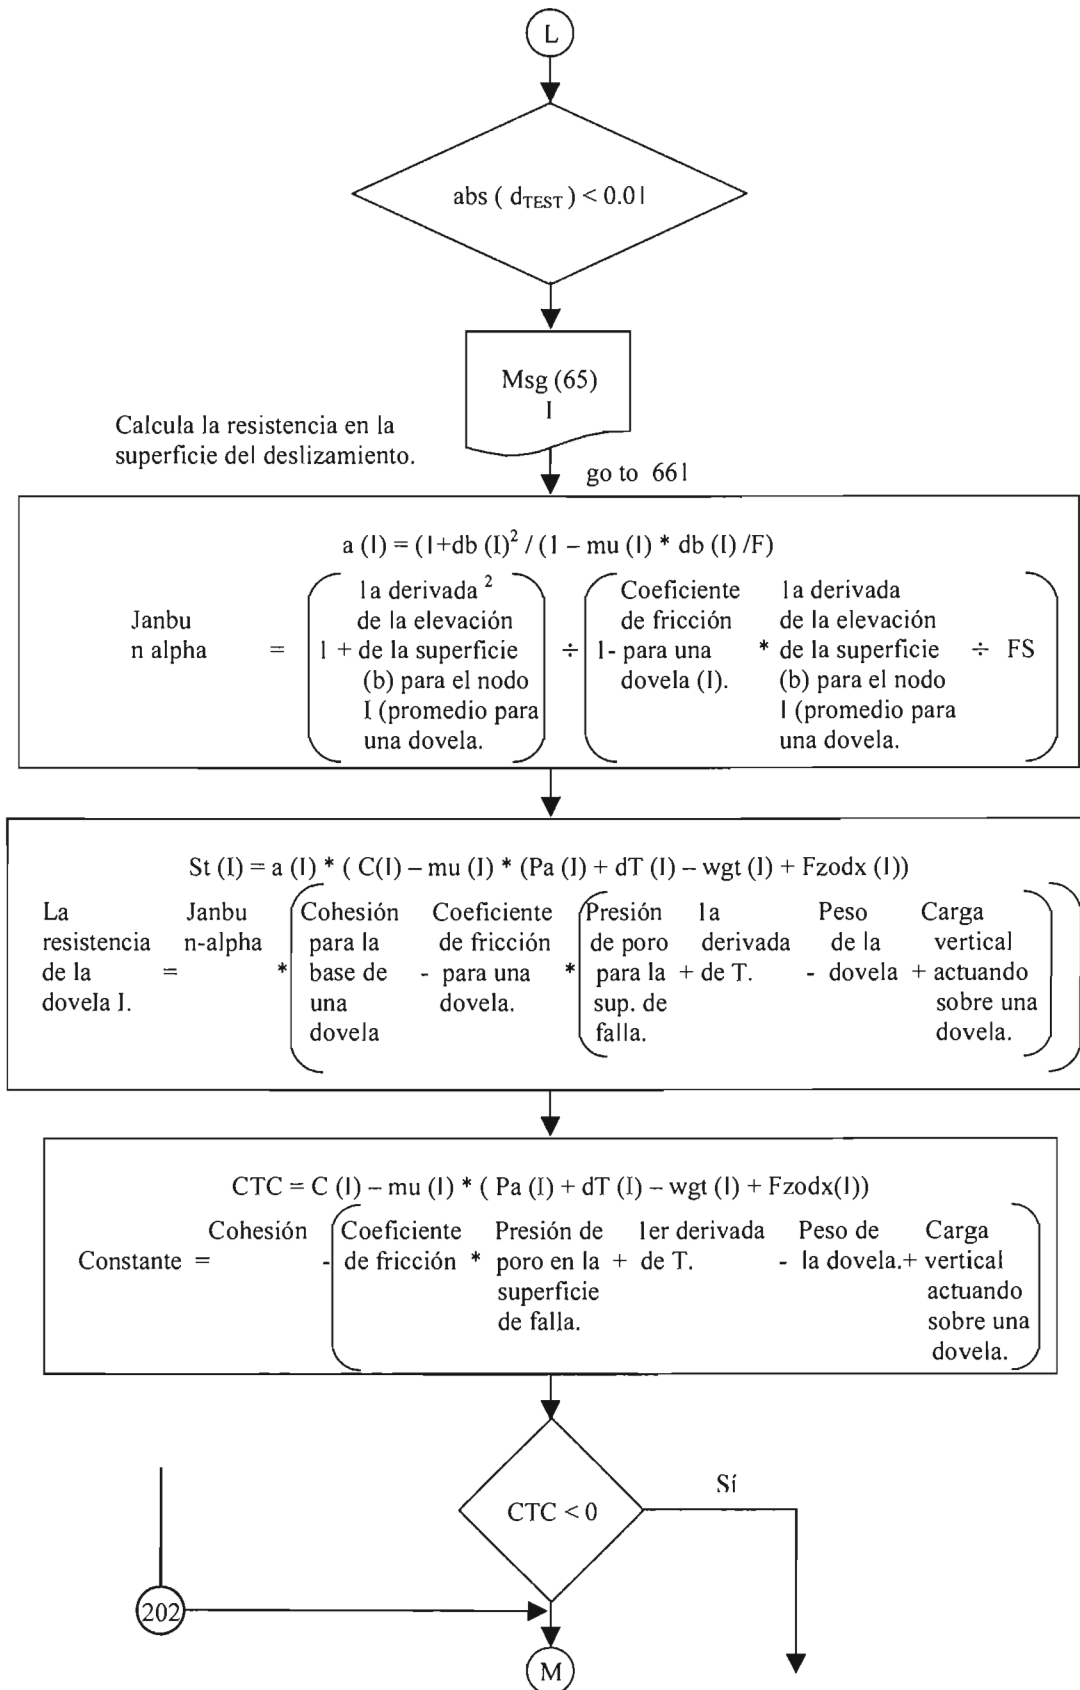 L
abs ( dTEST ) < 0.01
Msg (65)
I
Calcula la resistencia en la
superficie del deslizamiento.
go to 661
a (I) = (1+db (I)² / (1 – mu (I) * db (I) /F)
Janbu
n alpha
=
1 +
la derivada ²
de la elevación
de la superficie
(b) para el nodo
I (promedio para
una dovela.
÷
1-
Coeficiente
de fricción
para una
dovela (I).
*
la derivada
de la elevación
de la superficie
(b) para el nodo
I (promedio para
una dovela.
÷ FS
St (I) = a (I) * ( C(I) – mu (I) * (Pa (I) + dT (I) – wgt (I) + Fzodx (I))
La
resistencia
de la
dovela I.
=
Janbu
n-alpha
*
Cohesión
para la
base de
una
dovela
-
Coeficiente
de fricción
para una
dovela.
*
Presión
de poro
para la
sup. de
falla.
+
la
derivada
de T.
-
Peso
de la
dovela
+
Carga
vertical
actuando
sobre una
dovela.
CTC = C (I) – mu (I) * ( Pa (I) + dT (I) – wgt (I) + Fzodx(I))
Constante =
Cohesión
-
Coeficiente
de fricción
*
Presión de
poro en la
superficie
de falla.
+
1er derivada
de T.
-
Peso de
la dovela.
+
Carga
vertical
actuando
sobre una
dovela.
CTC < 0
Sí
202
M